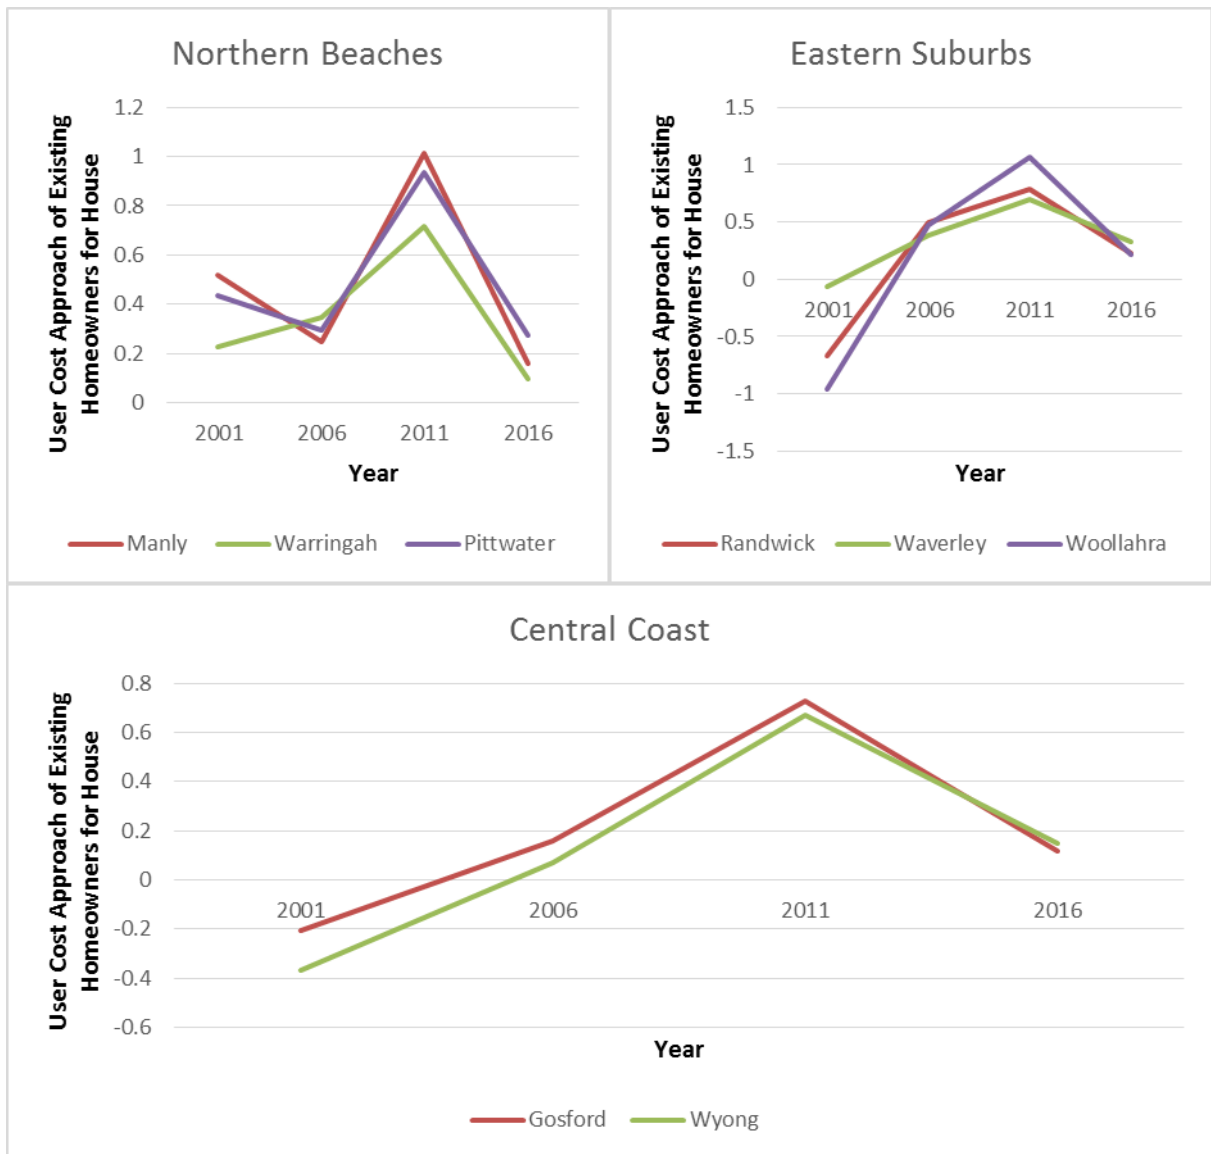 Northern Beaches
User Cost Approach of Existing
Homeowners for House
1.2
1
0.8
0.6
0.4
0.2
0
2001 2006 2011 2016
Year
Manly Warringah Pittwater
Eastern Suburbs
User Cost Approach of Existing
Homeowners for House
1.5
1
0.5
0
-0.5
-1
-1.5
2001 2006 2011 2016
Year
Randwick Waverley Woollahra
Central Coast
User Cost Approach of Existing
Homeowners for House
0.8
0.6
0.4
0.2
0
-0.2
-0.4
-0.6
2001 2006 2011 2016
Year
Gosford Wyong